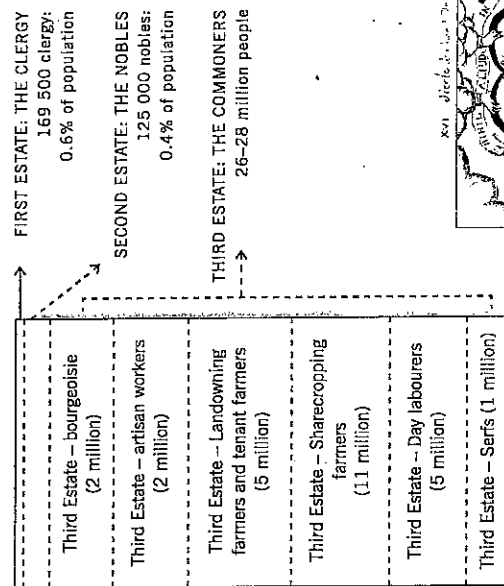 FIRST ESTATE: THE CLERGY
169 500 clergy:
0.6% of population
SECOND ESTATE: THE NOBLES
125 000 nobles:
0.4% of population
THIRD ESTATE: THE COMMONERS
26–28 million people
Third Estate – bourgeoisie
(2 million)
Third Estate – artisan workers
(2 million)
Third Estate – Landowning
farmers and tenant farmers
(5 million)
Third Estate – Sharecropping
farmers
(11 million)
Third Estate – Day labourers
(5 million)
Third Estate – Serfs (1 million)
XVI